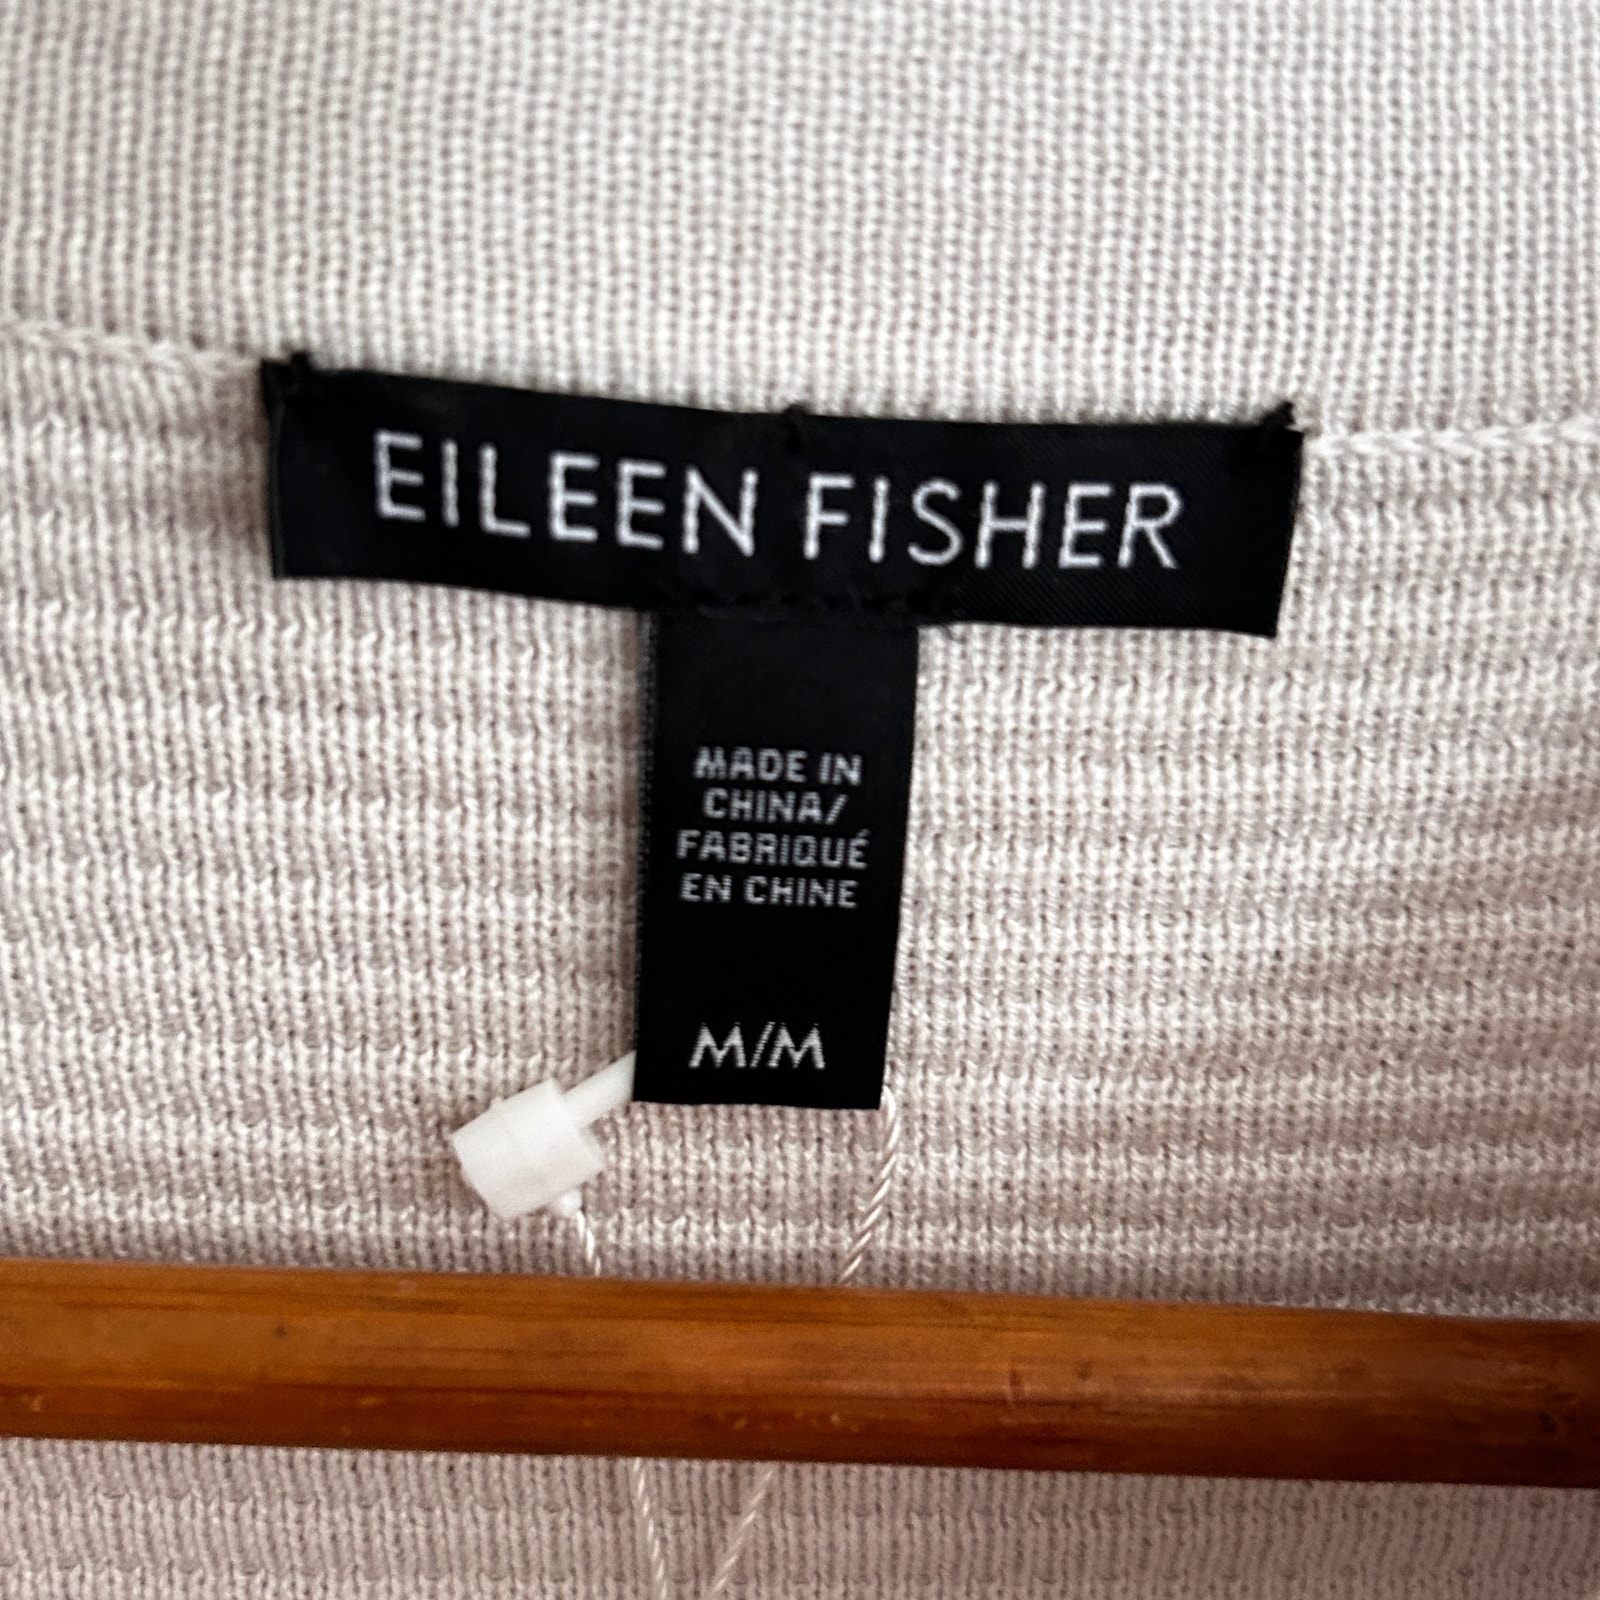 EILEEN FISHER
MADE IN
CHINA/
FABRIQUÉ
EN CHINE
M/M